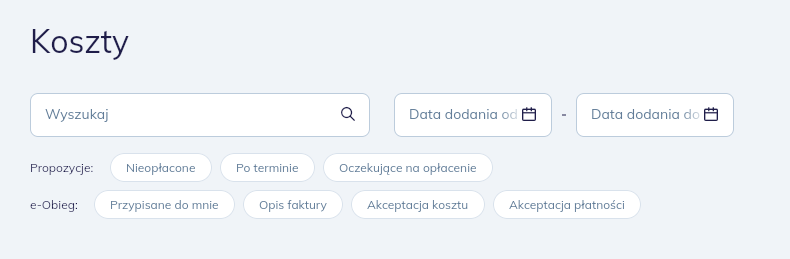 Koszty
Wyszukaj Data dodania od - Data dodania do
Propozycje: Nieopłacone Po terminie Oczekujące na opłacenie
e-Obieg: Przypisane do mnie Opis faktury Akceptacja kosztu Akceptacja płatności